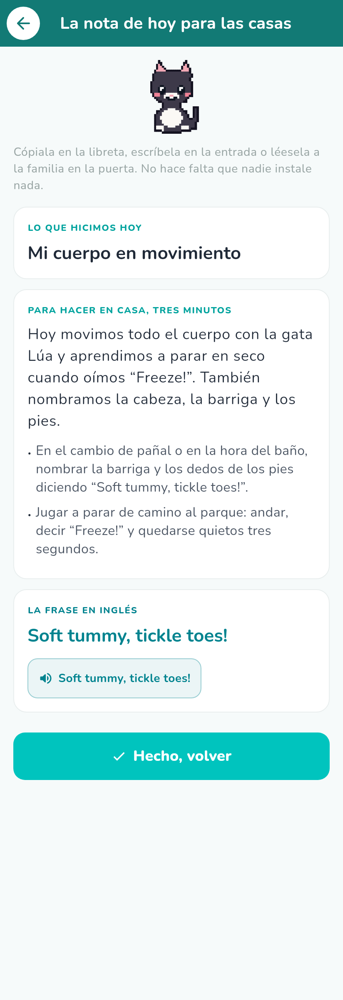 La nota de hoy para las casas
Cópiala en la libreta, escríbela en la entrada o léesela a
la familia en la puerta. No hace falta que nadie instale
nada.
LO QUE HICIMOS HOY
Mi cuerpo en movimiento
PARA HACER EN CASA, TRES MINUTOS
Hoy movimos todo el cuerpo con la gata
Lúa y aprendimos a parar en seco
cuando oímos “Freeze!”. También
nombramos la cabeza, la barriga y los
pies.
• En el cambio de pañal o en la hora del baño,
nombrar la barriga y los dedos de los pies
diciendo “Soft tummy, tickle toes!”.
• Jugar a parar de camino al parque: andar,
decir “Freeze!” y quedarse quietos tres
segundos.
LA FRASE EN INGLÉS
Soft tummy, tickle toes!
Soft tummy, tickle toes!
Hecho, volver